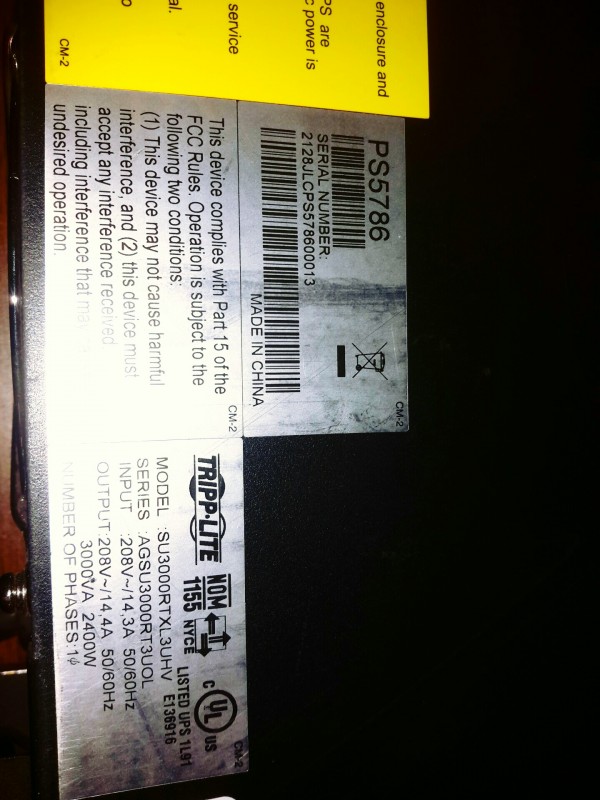 enclosure and
PS are
c power is
service
al.
o
CM-2
PS5786
SERIAL NUMBER:
2128JLCPS578600013
MADE IN CHINA
CM-2
This device complies with Part 15 of the
FCC Rules. Operation is subject to the
following two conditions:
(1) This device may not cause harmful
interference, and (2) this device must
accept any interference received
including interference that may
undesired operation.
CM-2
TRIPP·LITE
NOM
1155 NYCE
C UL US
LISTED UPS 1L91
E136916
MODEL :SU3000RTXL3UHV
SERIES :AGSU3000RT3UOL
INPUT :208V~/14,3A 50/60Hz
OUTPUT:208V~/14,4A 50/60Hz
3000VA 2400W
NUMBER OF PHASES:1ϕ
CM-2